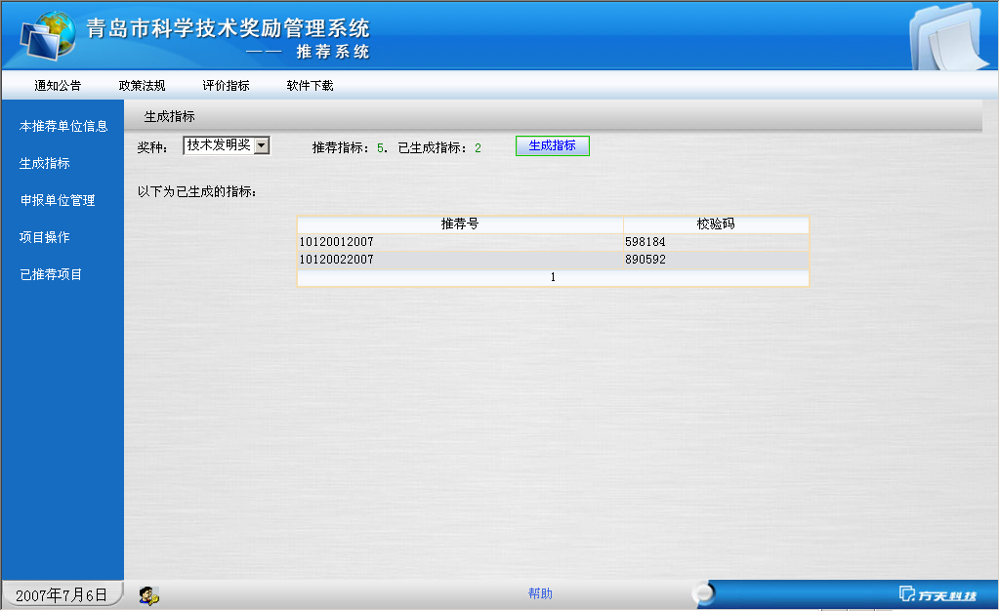 青岛市科学技术奖励管理系统
—— 推荐系统
通知公告 政策法规 评价指标 软件下载
本推荐单位信息
生成指标
申报单位管理
项目操作
已推荐项目
生成指标
奖种： 技术发明奖 推荐指标：5. 已生成指标：2 生成指标
以下为已生成的指标：
推荐号 校验码
10120012007 598184
10120022007 890592
1
2007年7月6日 帮助 方天科技